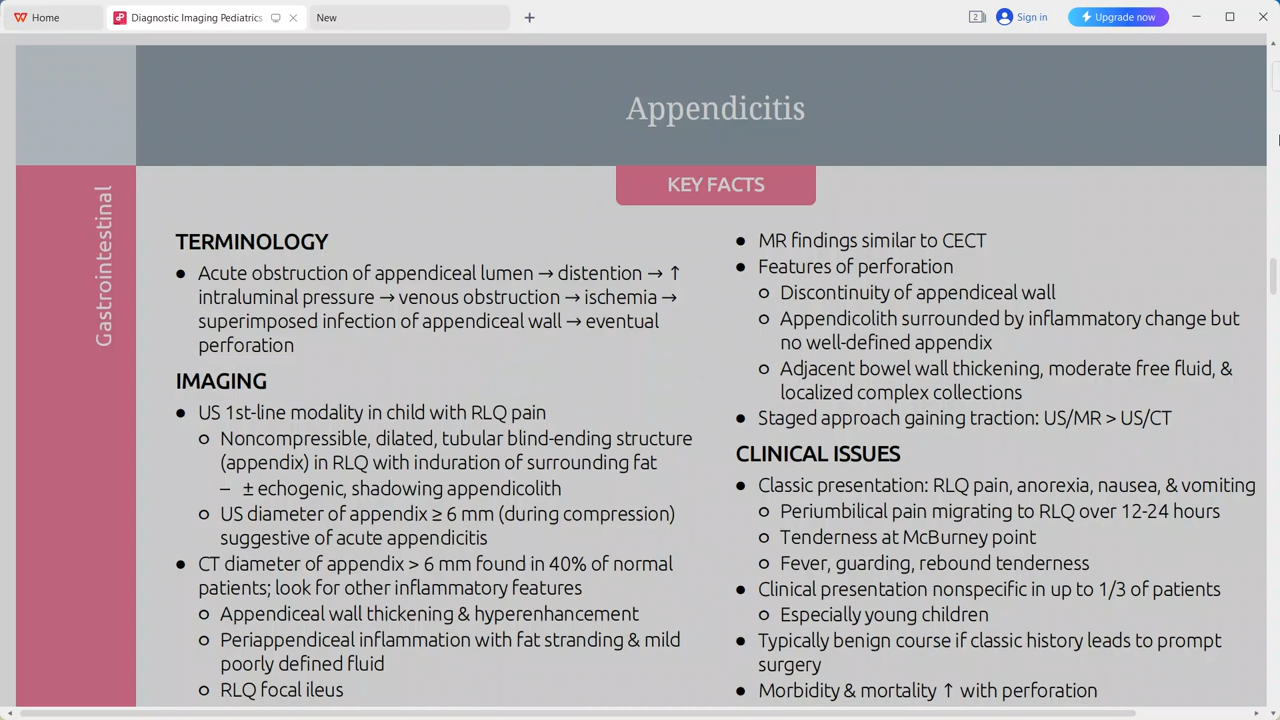 Home
Diagnostic Imaging Pediatrics
New
2
Sign in
Upgrade now
Appendicitis
KEY FACTS
Gastrointestinal
TERMINOLOGY
● Acute obstruction of appendiceal lumen → distention → ↑
intraluminal pressure → venous obstruction → ischemia →
superimposed infection of appendiceal wall → eventual
perforation
IMAGING
● US 1st-line modality in child with RLQ pain
○ Noncompressible, dilated, tubular blind-ending structure
(appendix) in RLQ with induration of surrounding fat
– ± echogenic, shadowing appendicolith
○ US diameter of appendix ≥ 6 mm (during compression)
suggestive of acute appendicitis
● CT diameter of appendix > 6 mm found in 40% of normal
patients; look for other inflammatory features
○ Appendiceal wall thickening & hyperenhancement
○ Periappendiceal inflammation with fat stranding & mild
poorly defined fluid
○ RLQ focal ileus
● MR findings similar to CECT
● Features of perforation
○ Discontinuity of appendiceal wall
○ Appendicolith surrounded by inflammatory change but
no well-defined appendix
○ Adjacent bowel wall thickening, moderate free fluid, &
localized complex collections
● Staged approach gaining traction: US/MR > US/CT
CLINICAL ISSUES
● Classic presentation: RLQ pain, anorexia, nausea, & vomiting
○ Periumbilical pain migrating to RLQ over 12-24 hours
○ Tenderness at McBurney point
○ Fever, guarding, rebound tenderness
● Clinical presentation nonspecific in up to 1/3 of patients
○ Especially young children
● Typically benign course if classic history leads to prompt
surgery
● Morbidity & mortality ↑ with perforation